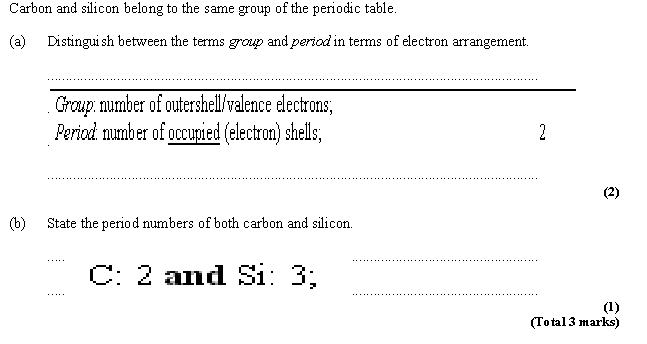 Carbon and silicon belong to the same group of the periodic table.
(a) Distinguish between the terms group and period in terms of electron arrangement.
Group: number of outershell/valence electrons;
Period: number of occupied (electron) shells; 2
(2)
(b) State the period numbers of both carbon and silicon.
C: 2 and Si: 3;
(1)
(Total 3 marks)